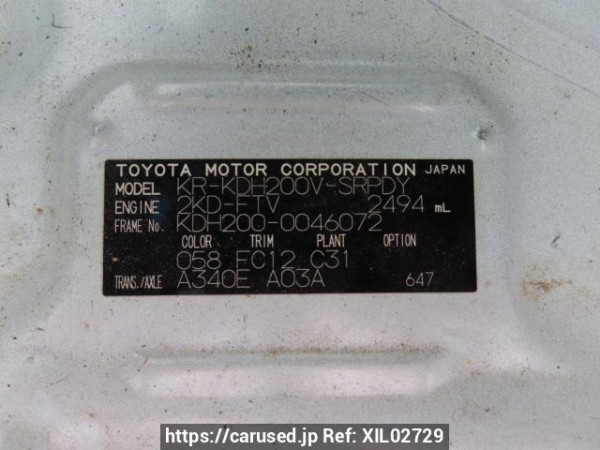 TOYOTA MOTOR CORPORATION JAPAN
MODEL KR-KDH200V-SRPDY
ENGINE 2KD-FTV 2494 mL
FRAME No. KDH200-0046072
COLOR TRIM PLANT OPTION
058 FC12 C31
TRANS./AXLE A340E A03A 647
https://carused.jp Ref: XIL02729